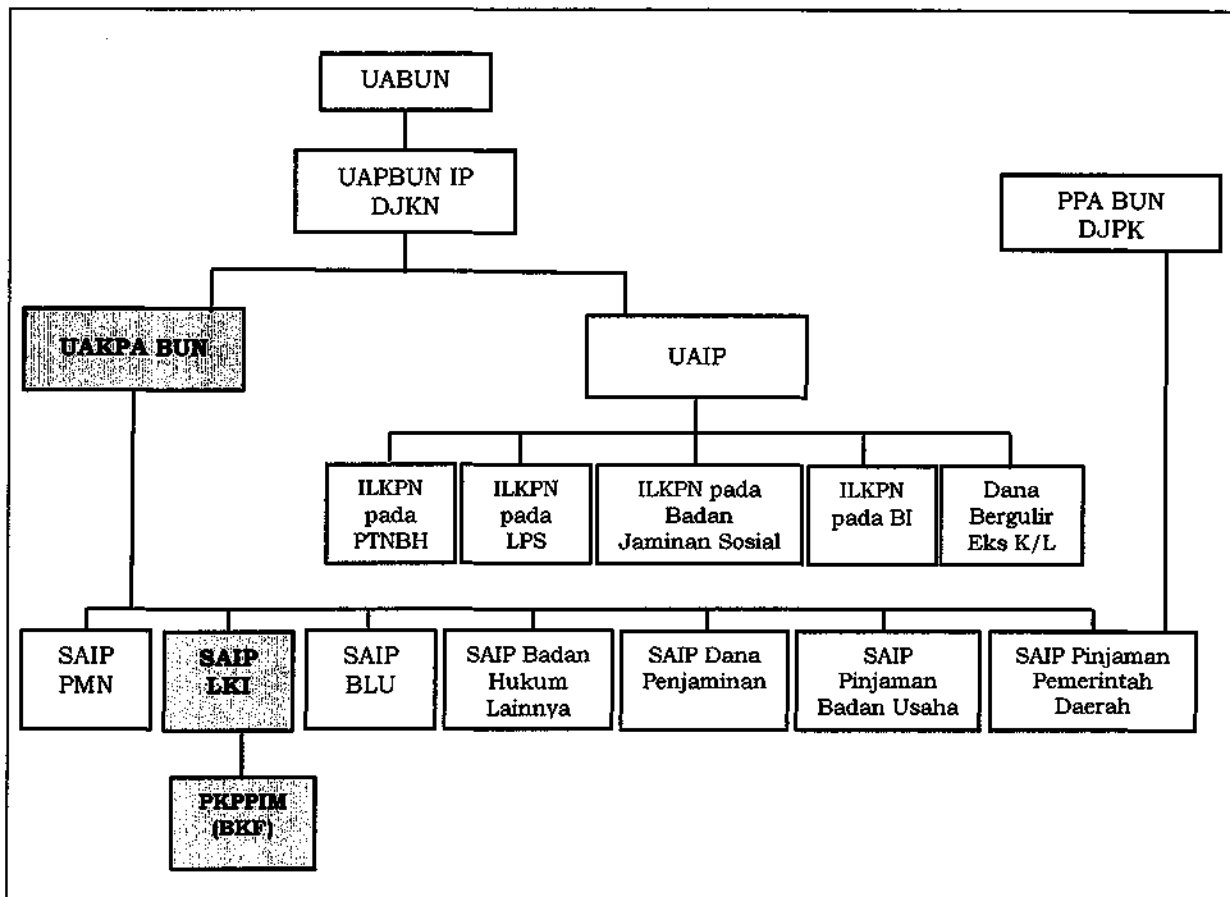 UABUN
UAPBUN IP
DJKN
PPA BUN
DJPK
UAKPA BUN
UAIP
ILKPN
pada
PTNBH
ILKPN
pada
LPS
ILKPN pada
Badan
Jaminan Sosial
ILKPN
pada BI
Dana
Bergulir
Eks K/L
SAIP
PMN
SAIP
LKI
SAIP
BLU
SAIP Badan
Hukum
Lainnya
SAIP Dana
Penjaminan
SAIP
Pinjaman
Badan Usaha
SAIP Pinjaman
Pemerintah
Daerah
PKPPIM
(BKF)